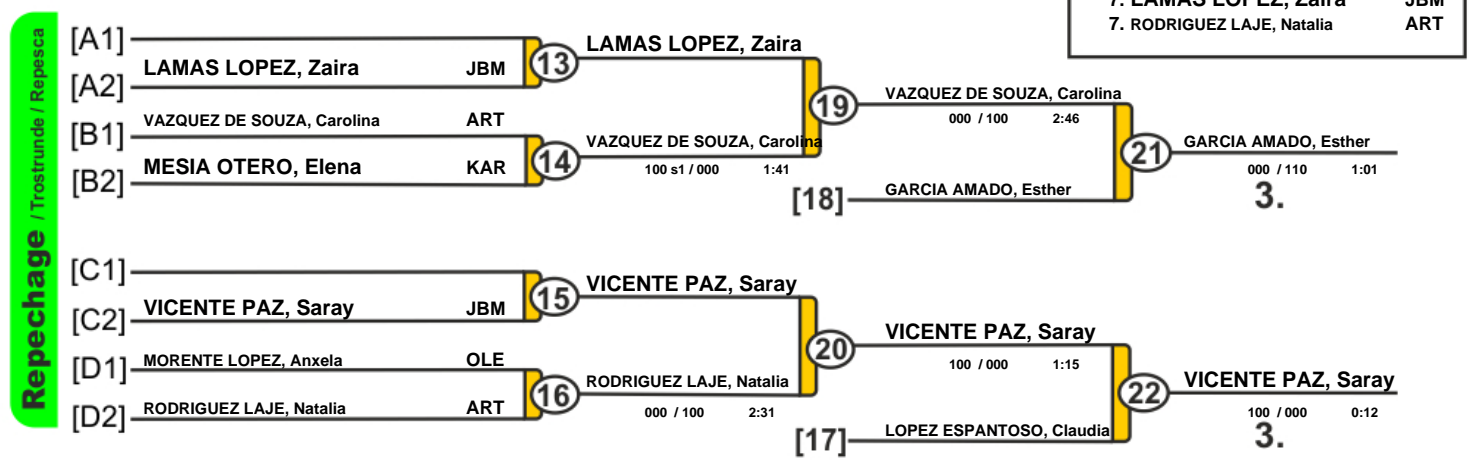 7. LAMAS LOPEZ, Zaira JBM
7. RODRIGUEZ LAJE, Natalia ART
Repechage / Trostrunde / Repesca
[A1]
LAMAS LOPEZ, Zaira JBM
[A2]
13
LAMAS LOPEZ, Zaira
[B1]
VAZQUEZ DE SOUZA, Carolina ART
MESIA OTERO, Elena KAR
[B2]
14
VAZQUEZ DE SOUZA, Carolina
100 s1 / 000 1:41
19
VAZQUEZ DE SOUZA, Carolina
000 / 100 2:46
[18]
GARCIA AMADO, Esther
21
GARCIA AMADO, Esther
000 / 110 1:01
3.
[C1]
VICENTE PAZ, Saray JBM
[C2]
15
VICENTE PAZ, Saray
[D1]
MORENTE LOPEZ, Anxela OLE
RODRIGUEZ LAJE, Natalia ART
[D2]
16
RODRIGUEZ LAJE, Natalia
000 / 100 2:31
20
VICENTE PAZ, Saray
100 / 000 1:15
[17]
LOPEZ ESPANTOSO, Claudia
22
VICENTE PAZ, Saray
100 / 000 0:12
3.